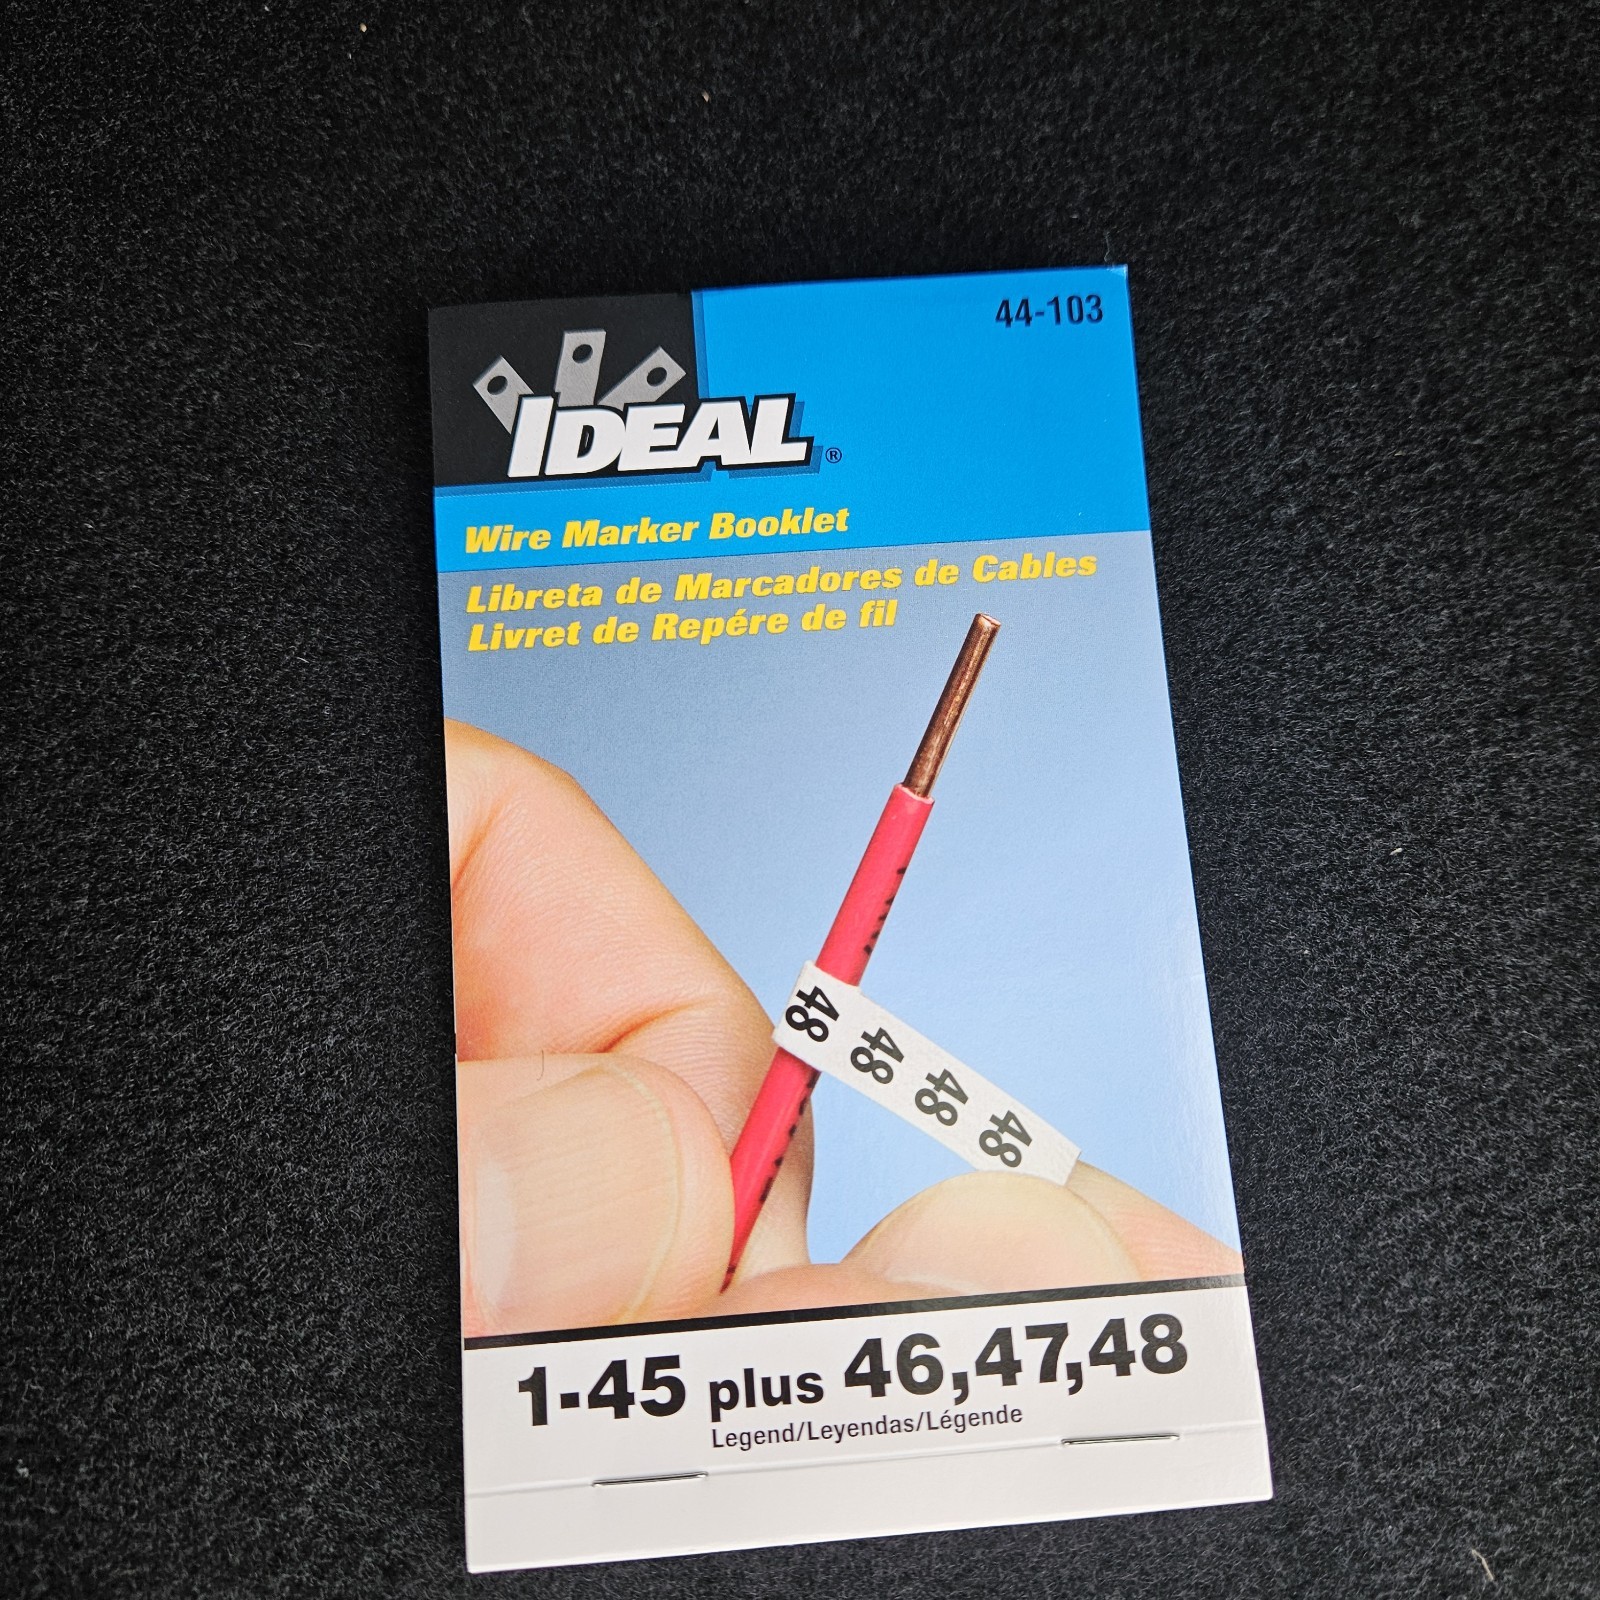 44-103
IDEAL®
Wire Marker Booklet
Libreta de Marcadores de Cables
Livret de Repére de fil
48
48
48
48
1-45 plus 46,47,48
Legend/Leyendas/Légende